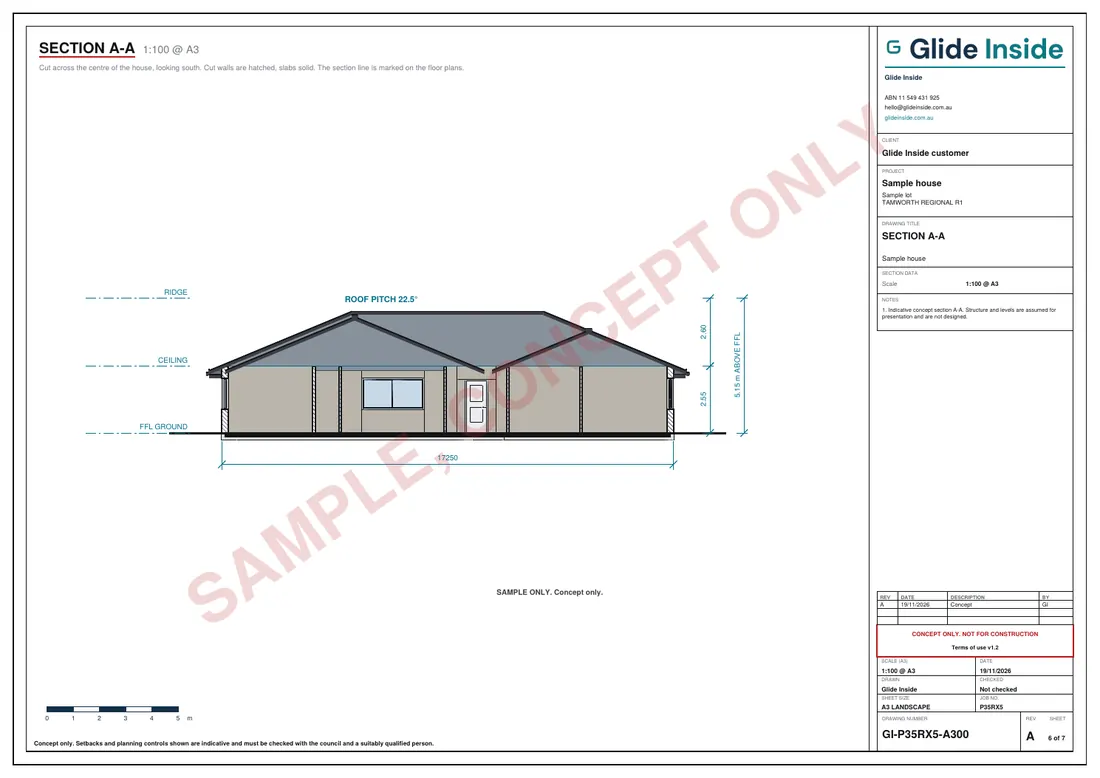 SECTION A-A 1:100 @ A3
Cut across the centre of the house, looking south. Cut walls are hatched, slabs solid. The section line is marked on the floor plans.
RIDGE
ROOF PITCH 22.5°
CEILING
FFL GROUND
2.60
2.55
5.15 m ABOVE FFL
17250
SAMPLE, CONCEPT ONLY
SAMPLE ONLY. Concept only.
0 1 2 3 4 5 m
Concept only. Setbacks and planning controls shown are indicative and must be checked with the council and a suitably qualified person.
G Glide Inside
Glide Inside
ABN 11 549 431 925
hello@glideinside.com.au
glideinside.com.au
CLIENT
Glide Inside customer
PROJECT
Sample house
Sample lot
TAMWORTH REGIONAL R1
DRAWING TITLE
SECTION A-A
Sample house
SECTION DATA
Scale 1:100 @ A3
NOTES
1. Indicative concept section A-A. Structure and levels are assumed for
presentation and are not designed.
REV DATE DESCRIPTION BY
A 19/11/2026 Concept GI
CONCEPT ONLY. NOT FOR CONSTRUCTION
Terms of use v1.2
SCALE (A3) DATE
1:100 @ A3 19/11/2026
DRAWN CHECKED
Glide Inside Not checked
SHEET SIZE JOB NO.
A3 LANDSCAPE P35RX5
DRAWING NUMBER REV SHEET
GI-P35RX5-A300 A 6 of 7